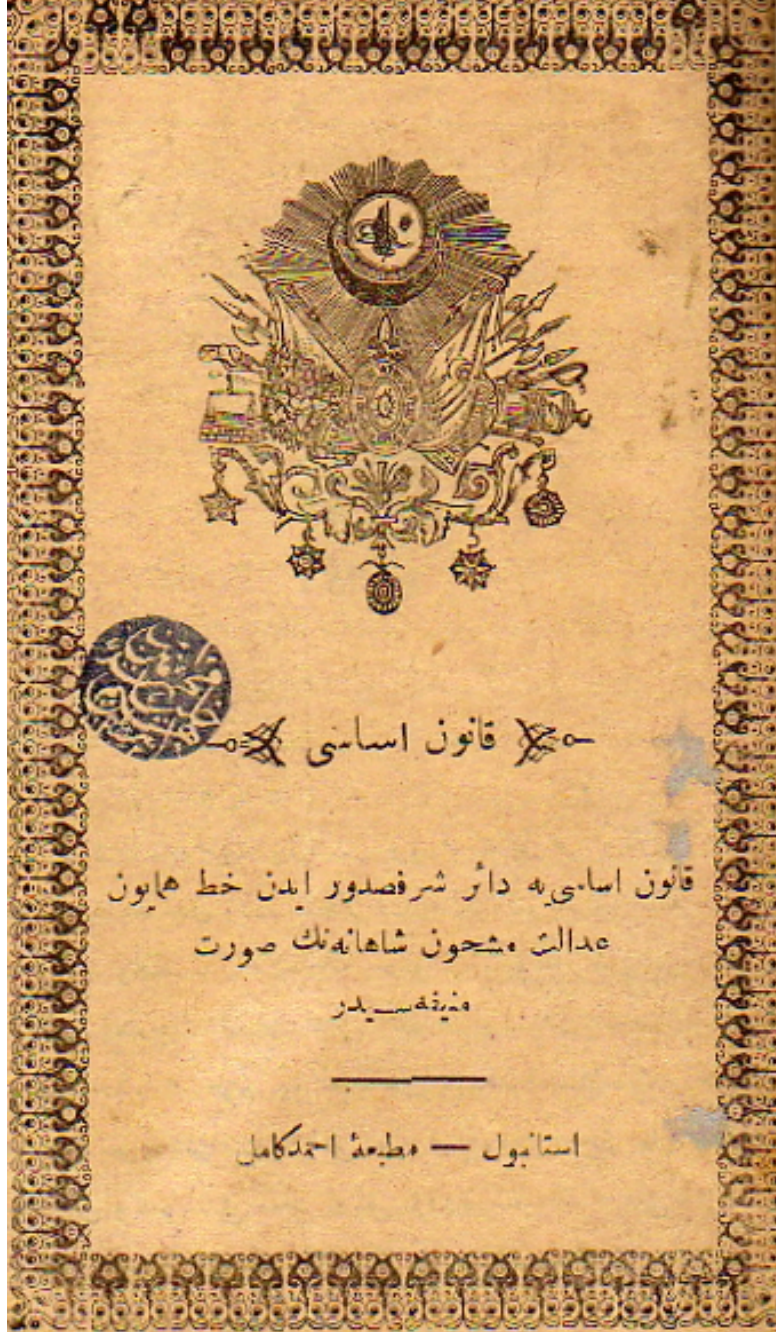 قانون اساسی
قانون اساسی‌یه دائر شرفصدور ایدن خط همایون
عدالت مشحون شاهانه‌نك صورت
منیفه‌سیدر
استانبول — مطبعهٔ احمد کامل